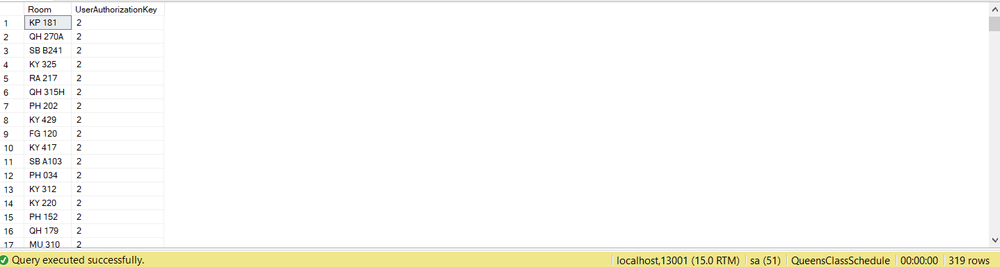 Room UserAuthorizationKey
1 KP 181 2
2 QH 270A 2
3 SB B241 2
4 KY 325 2
5 RA 217 2
6 QH 315H 2
7 PH 202 2
8 KY 429 2
9 FG 120 2
10 KY 417 2
11 SB A103 2
12 PH 034 2
13 KY 312 2
14 KY 220 2
15 PH 152 2
16 QH 179 2
17 MU 310 2
Query executed successfully. localhost,13001 (15.0 RTM) sa (51) QueensClassSchedule 00:00:00 319 rows